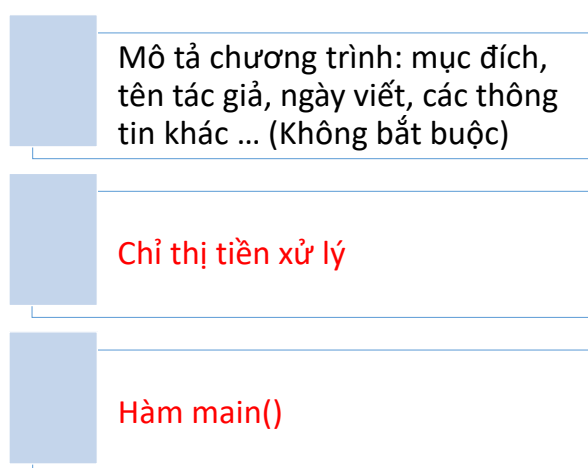 Mô tả chương trình: mục đích,
tên tác giả, ngày viết, các thông
tin khác … (Không bắt buộc)
Chỉ thị tiền xử lý
Hàm main()